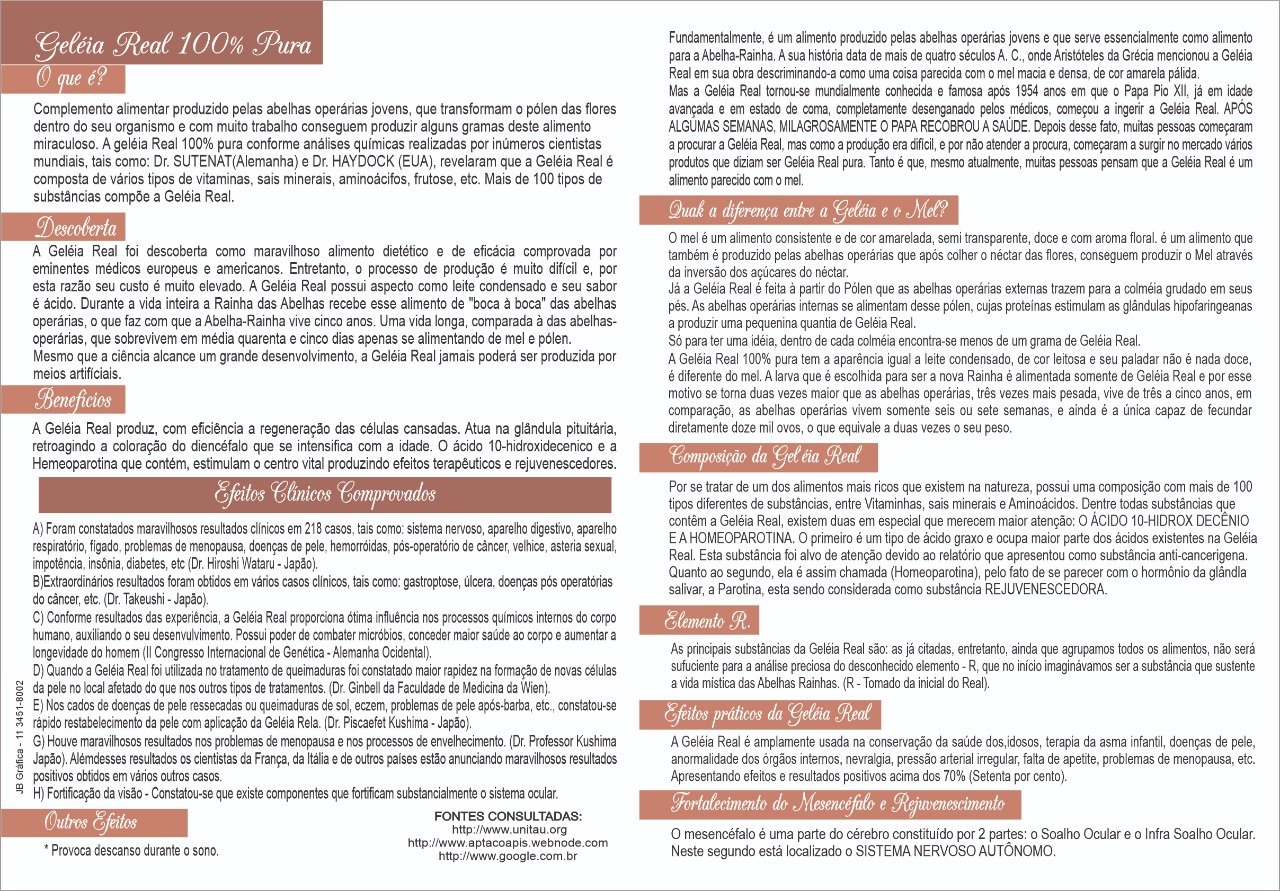 Geléia Real 100% Pura
O que é?
Complemento alimentar produzido pelas abelhas operárias jovens, que transformam o pólen das flores
dentro do seu organismo e com muito trabalho conseguem produzir alguns gramas deste alimento
miraculoso. A geléia Real 100% pura conforme análises químicas realizadas por inúmeros cientistas
mundiais, tais como: Dr. SUTENAT(Alemanha) e Dr. HAYDOCK (EUA), revelaram que a Geléia Real é
composta de vários tipos de vitaminas, sais minerais, aminoácifos, frutose, etc. Mais de 100 tipos de
substâncias compõe a Geléia Real.
Descoberta
A Geléia Real foi descoberta como maravilhoso alimento dietético e de eficácia comprovada por
eminentes médicos europeus e americanos. Entretanto, o processo de produção é muito difícil e, por
esta razão seu custo é muito elevado. A Geléia Real possui aspecto como leite condensado e seu sabor
é ácido. Durante a vida inteira a Rainha das Abelhas recebe esse alimento de "boca à boca" das abelhas
operárias, o que faz com que a Abelha-Rainha vive cinco anos. Uma vida longa, comparada à das abelhas-
operárias, que sobrevivem em média quarenta e cinco dias apenas se alimentando de mel e pólen.
Mesmo que a ciência alcance um grande desenvolvimento, a Geléia Real jamais poderá ser produzida por
meios artifíciais.
Benefícios
A Geléia Real produz, com eficiência a regeneração das células cansadas. Atua na glândula pituitária,
retroagindo a coloração do diencéfalo que se intensifica com a idade. O ácido 10-hidroxidecenico e a
Hemeoparotina que contém, estimulam o centro vital produzindo efeitos terapêuticos e rejuvenescedores.
Efeitos Clínicos Comprovados
A) Foram constatados maravilhosos resultados clínicos em 218 casos, tais como: sistema nervoso, aparelho digestivo, aparelho
respiratório, fígado, problemas de menopausa, doenças de pele, hemorróidas, pós-operatório de câncer, velhice, asteria sexual,
impotência, insônia, diabetes, etc (Dr. Hiroshi Wataru - Japão).
B)Extraordinários resultados foram obtidos em vários casos clínicos, tais como: gastroptose, úlcera, doenças pós operatórias
do câncer, etc. (Dr. Takeushi - Japão).
C) Conforme resultados das experiência, a Geléia Real proporciona ótima influência nos processos químicos internos do corpo
humano, auxiliando o seu desenvulvimento. Possui poder de combater micróbios, conceder maior saúde ao corpo e aumentar a
longevidade do homem (II Congresso Internacional de Genética - Alemanha Ocidental).
D) Quando a Geléia Real foi utilizada no tratamento de queimaduras foi constatado maior rapidez na formação de novas células
da pele no local afetado do que nos outros tipos de tratamentos. (Dr. Ginbell da Faculdade de Medicina da Wien).
E) Nos cados de doenças de pele ressecadas ou queimaduras de sol, eczem, problemas de pele após-barba, etc., constatou-se
rápido restabelecimento da pele com aplicação da Geléia Rela. (Dr. Piscaefet Kushima - Japão).
G) Houve maravilhosos resultados nos problemas de menopausa e nos processos de envelhecimento. (Dr. Professor Kushima
Japão). Alémdesses resultados os cientistas da França, da Itália e de outros países estão anunciando maravilhosos resultados
positivos obtidos em vários outros casos.
H) Fortificação da visão - Constatou-se que existe componentes que fortificam substancialmente o sistema ocular.
Outros Efeitos
* Provoca descanso durante o sono.
FONTES CONSULTADAS:
http://www.unitau.org
http://www.aptacoapis.webnode.com
http://www.google.com.br
JB Gráfica - 11 3451-8002
Fundamentalmente, é um alimento produzido pelas abelhas operárias jovens e que serve essencialmente como alimento
para a Abelha-Rainha. A sua história data de mais de quatro séculos A. C., onde Aristóteles da Grécia mencionou a Geléia
Real em sua obra descriminando-a como uma coisa parecida com o mel macia e densa, de cor amarela pálida.
Mas a Geléia Real tornou-se mundialmente conhecida e famosa após 1954 anos em que o Papa Pio XII, já em idade
avançada e em estado de coma, completamente desenganado pelos médicos, começou a ingerir a Geléia Real. APÓS
ALGUMAS SEMANAS, MILAGROSAMENTE O PAPA RECOBROU A SAÚDE. Depois desse fato, muitas pessoas começaram
a procurar a Geléia Real, mas como a produção era difícil, e por não atender a procura, começaram a surgir no mercado vários
produtos que diziam ser Geléia Real pura. Tanto é que, mesmo atualmente, muitas pessoas pensam que a Geléia Real é um
alimento parecido com o mel.
Quak a diferença entre a Geléia e o Mel?
O mel é um alimento consistente e de cor amarelada, semi transparente, doce e com aroma floral. é um alimento que
também é produzido pelas abelhas operárias que após colher o néctar das flores, conseguem produzir o Mel através
da inversão dos açúcares do néctar.
Já a Geléia Real é feita à partir do Pólen que as abelhas operárias externas trazem para a colméia grudado em seus
pés. As abelhas operárias internas se alimentam desse pólen, cujas proteínas estimulam as glândulas hipofaringeanas
a produzir uma pequenina quantia de Geléia Real.
Só para ter uma idéia, dentro de cada colméia encontra-se menos de um grama de Geléia Real.
A Geléia Real 100% pura tem a aparência igual a leite condensado, de cor leitosa e seu paladar não é nada doce,
é diferente do mel. A larva que é escolhida para ser a nova Rainha é alimentada somente de Geléia Real e por esse
motivo se torna duas vezes maior que as abelhas operárias, três vezes mais pesada, vive de três a cinco anos, em
comparação, as abelhas operárias vivem somente seis ou sete semanas, e ainda é a única capaz de fecundar
diretamente doze mil ovos, o que equivale a duas vezes o seu peso.
Composição da Geléia Real
Por se tratar de um dos alimentos mais ricos que existem na natureza, possui uma composição com mais de 100
tipos diferentes de substâncias, entre Vitaminhas, sais minerais e Aminoácidos. Dentre todas substâncias que
contêm a Geléia Real, existem duas em especial que merecem maior atenção: O ÁCIDO 10-HIDROX DECÊNIO
E A HOMEOPAROTINA. O primeiro é um tipo de ácido graxo e ocupa maior parte dos ácidos existentes na Geléia
Real. Esta substância foi alvo de atenção devido ao relatório que apresentou como substância anti-cancerigena.
Quanto ao segundo, ela é assim chamada (Homeoparotina), pelo fato de se parecer com o hormônio da glândla
salivar, a Parotina, esta sendo considerada como substância REJUVENESCEDORA.
Elemento R.
As principais substâncias da Geléia Real são: as já citadas, entretanto, ainda que agrupamos todos os alimentos, não será
sufuciente para a análise preciosa do desconhecido elemento - R, que no início imaginávamos ser a substância que sustente
a vida mística das Abelhas Rainhas. (R - Tomado da inicial do Real).
Efeitos práticos da Geléia Real
A Geléia Real é amplamente usada na conservação da saúde dos,idosos, terapia da asma infantil, doenças de pele,
anormalidade dos órgãos internos, nevralgia, pressão arterial irregular, falta de apetite, problemas de menopausa, etc.
Apresentando efeitos e resultados positivos acima dos 70% (Setenta por cento).
Fortalecimento do Mesencéfalo e Rejuvenescimento
O mesencéfalo é uma parte do cérebro constituído por 2 partes: o Soalho Ocular e o Infra Soalho Ocular.
Neste segundo está localizado o SISTEMA NERVOSO AUTÔNOMO.